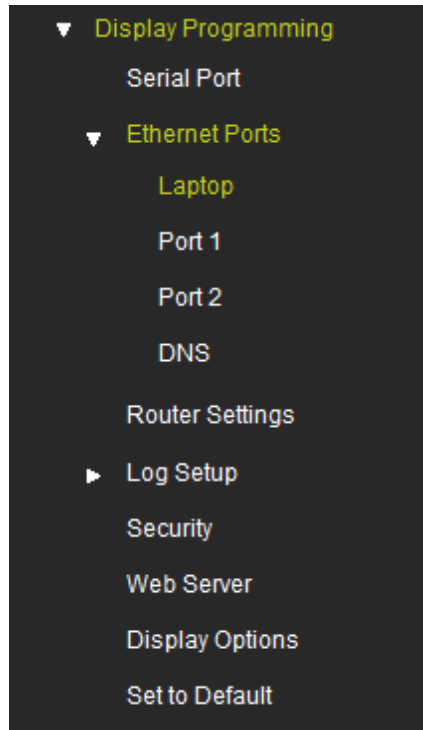 Display Programming
Serial Port
Ethernet Ports
Laptop
Port 1
Port 2
DNS
Router Settings
Log Setup
Security
Web Server
Display Options
Set to Default